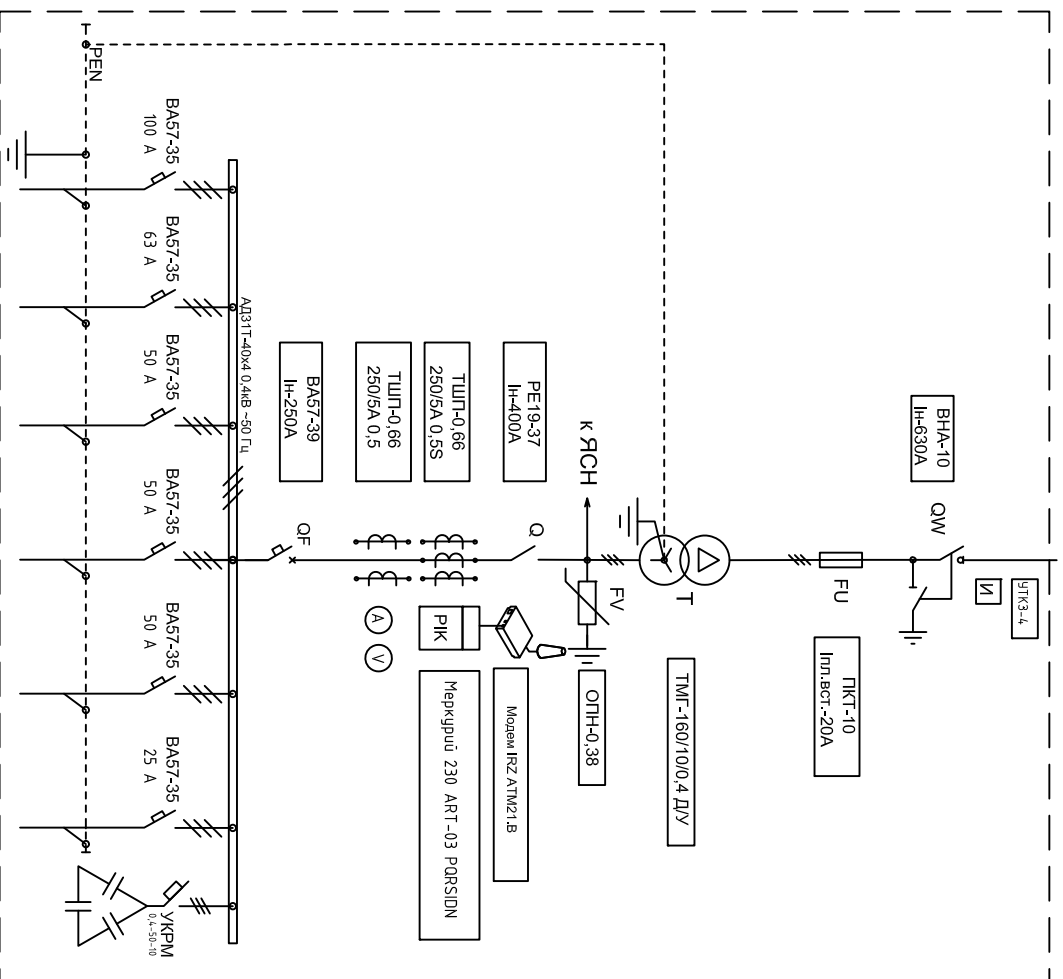 УТКЗ-4
И
ВНА-10
Iн-630А
QW
FU
ПКТ-10
Iпл.вст.-20А
Т
ТМГ-160/10/0,4 Д/У
к ЯСН
FV
ОПН-0,38
РЕ19-37
Iн-400А
Q
Модем IRZ ATM21.B
ТШП-0,66
250/5А 0,5S
PIK
Меркурий 230 ART-03 PQRSIDN
ТШП-0,66
250/5А 0,5
A
V
ВА57-39
Iн-250А
QF
АД31Т-40х4 0,4кВ ~50 Гц
ВА57-35
100 А
ВА57-35
63 А
ВА57-35
50 А
ВА57-35
50 А
ВА57-35
50 А
ВА57-35
25 А
УКРМ
0,4-50-10
PEN